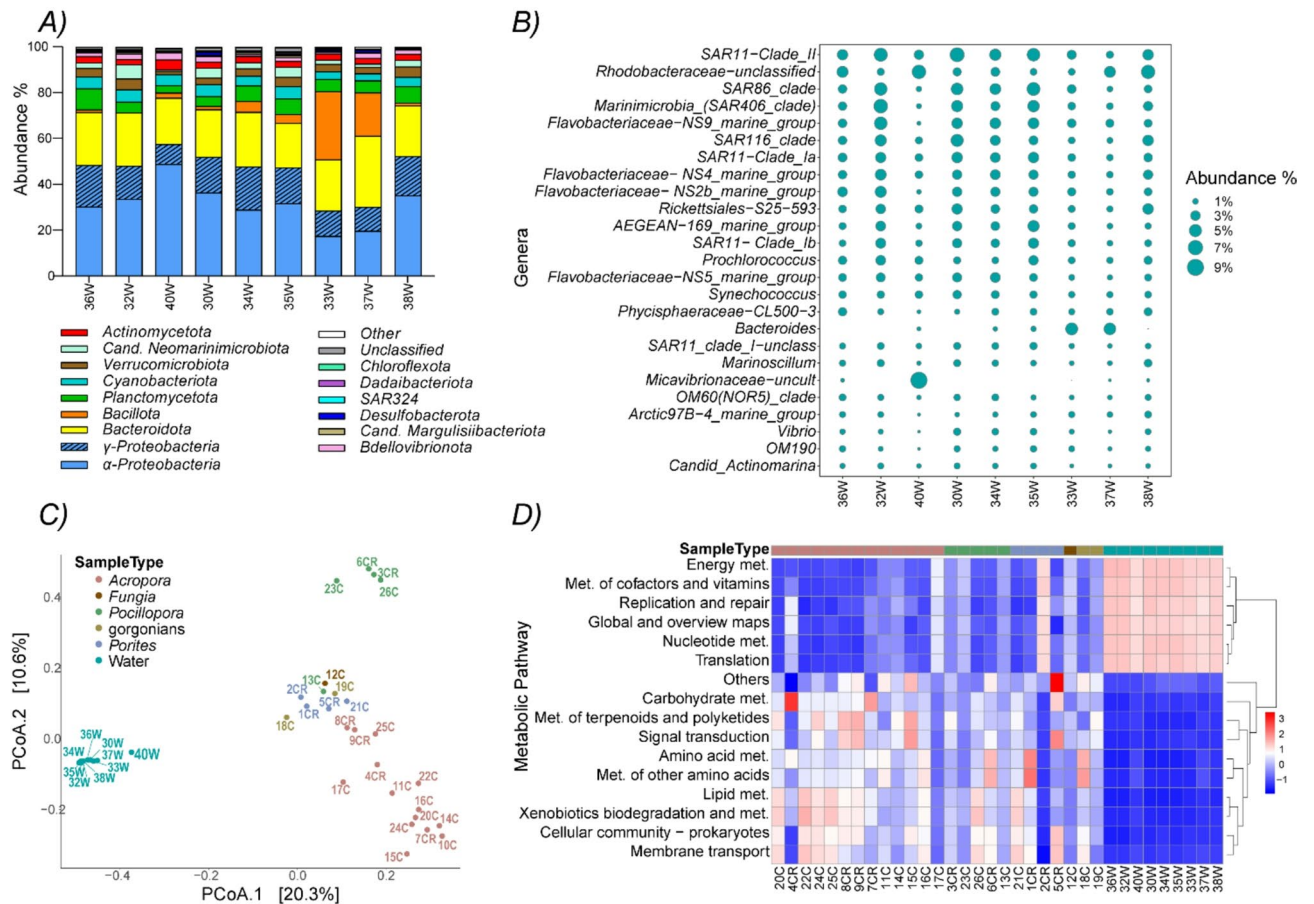 A)
Abundance %
100
80
60
40
20
0
36W 32W 40W 30W 34W 35W 33W 37W 38W
Actinomycetota
Cand. Neomarinimicrobiota
Verrucomicrobiota
Cyanobacteriota
Planctomycetota
Bacillota
Bacteroidota
γ-Proteobacteria
α-Proteobacteria
Other
Unclassified
Chloroflexota
Dadaibacteriota
SAR324
Desulfobacterota
Cand. Margulisiibacteriota
Bdellovibrionota
B)
Genera
SAR11-Clade_II
Rhodobacteraceae-unclassified
SAR86_clade
Marinimicrobia_(SAR406_clade)
Flavobacteriaceae-NS9_marine_group
SAR116_clade
SAR11-Clade_Ia
Flavobacteriaceae- NS4_marine_group
Flavobacteriaceae- NS2b_marine_group
Rickettsiales-S25-593
AEGEAN-169_marine_group
SAR11- Clade_Ib
Prochlorococcus
Flavobacteriaceae-NS5_marine_group
Synechococcus
Phycisphaeraceae-CL500-3
Bacteroides
SAR11_clade_I-unclass
Marinoscillum
Micavibrionaceae-uncult
OM60(NOR5)_clade
Arctic97B-4_marine_group
Vibrio
OM190
Candid_Actinomarina
36W 32W 40W 30W 34W 35W 33W 37W 38W
Abundance %
1%
3%
5%
7%
9%
C)
SampleType
Acropora
Fungia
Pocillopora
gorgonians
Porites
Water
PCoA.2 [10.6%]
0.4
0.2
0.0
−0.2
−0.4
−0.2
0.0
0.2
PCoA.1 [20.3%]
6CR
3CR
23C
26C
12C
13C
19C
2CR
5CR
21C
1CR
18C
8CR
25C
9CR
4CR
17C
22C
11C
16C
20C
14C
24C
7CR
10C
15C
36W
30W
34W
37W
40W
35W
33W
32W
38W
D)
SampleType
Metabolic Pathway
Energy met.
Met. of cofactors and vitamins
Replication and repair
Global and overview maps
Nucleotide met.
Translation
Others
Carbohydrate met.
Met. of terpenoids and polyketides
Signal transduction
Amino acid met.
Met. of other amino acids
Lipid met.
Xenobiotics biodegradation and met.
Cellular community − prokaryotes
Membrane transport
20C 4CR 22C 24C 25C 8CR 9CR 7CR 11C 14C 15C 16C 17C 3CR 23C 26C 6CR 13C 21C 1CR 2CR 5CR 12C 18C 19C 36W 32W 40W 30W 34W 35W 33W 37W 38W
3
2
1
0
−1